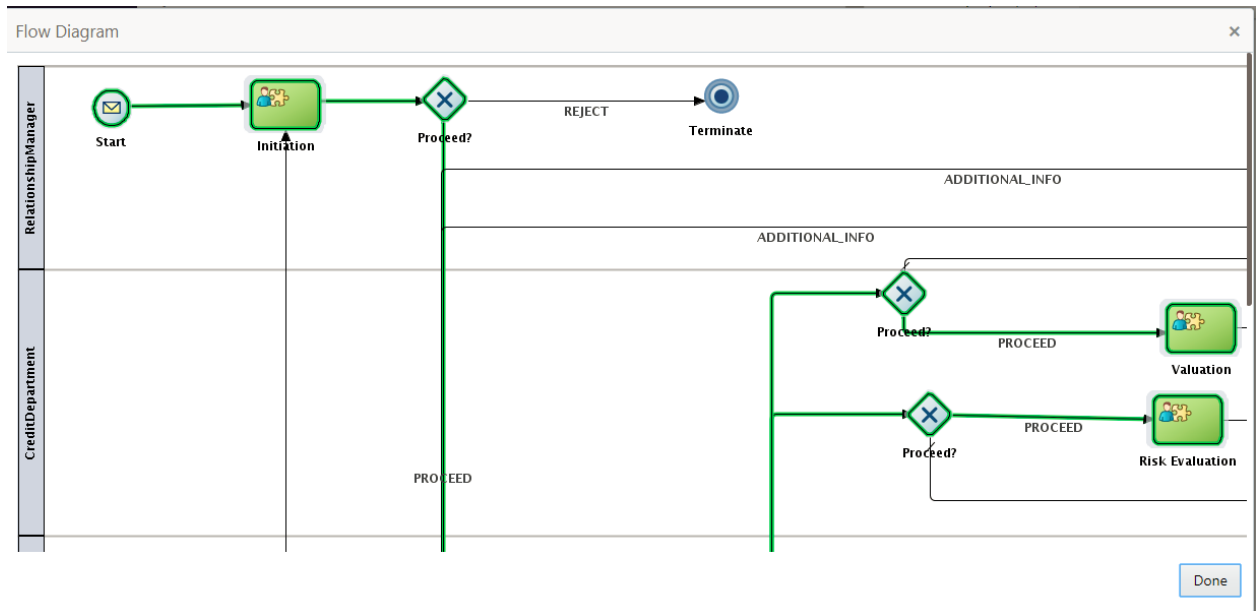 Flow Diagram
×
RelationshipManager
Start
Initiation
Proceed?
REJECT
Terminate
ADDITIONAL_INFO
ADDITIONAL_INFO
CreditDepartment
Proceed?
PROCEED
Valuation
Proceed?
PROCEED
Risk Evaluation
PROCEED
Done